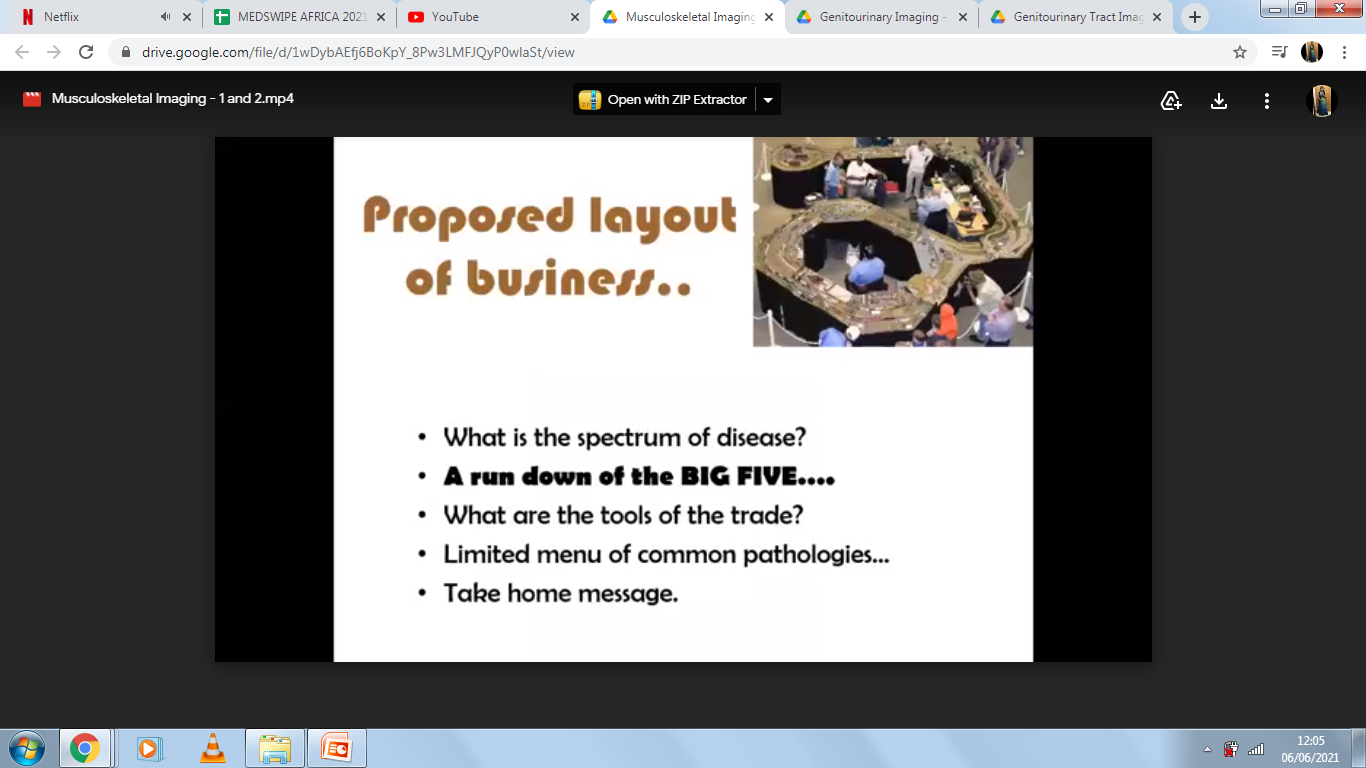 Netflix
MEDSWIPE AFRICA 2021
YouTube
Musculoskeletal Imaging
Genitourinary Imaging -
Genitourinary Tract Imag
drive.google.com/file/d/1wDybAEfj6BoKpY_8Pw3LMFJQyP0wlaSt/view
Musculoskeletal Imaging - 1 and 2.mp4
Open with ZIP Extractor
Proposed layout
of business..
• What is the spectrum of disease?
• A run down of the BIG FIVE....
• What are the tools of the trade?
• Limited menu of common pathologies...
• Take home message.
12:05
06/06/2021